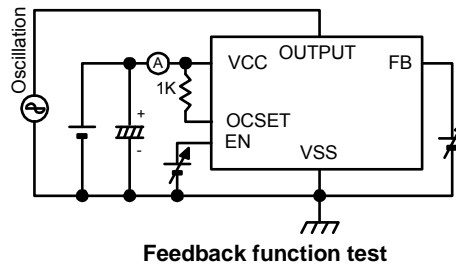 Oscillation
A
VCC
OUTPUT
FB
1K
OCSET
EN
VSS
+
-
Feedback function test